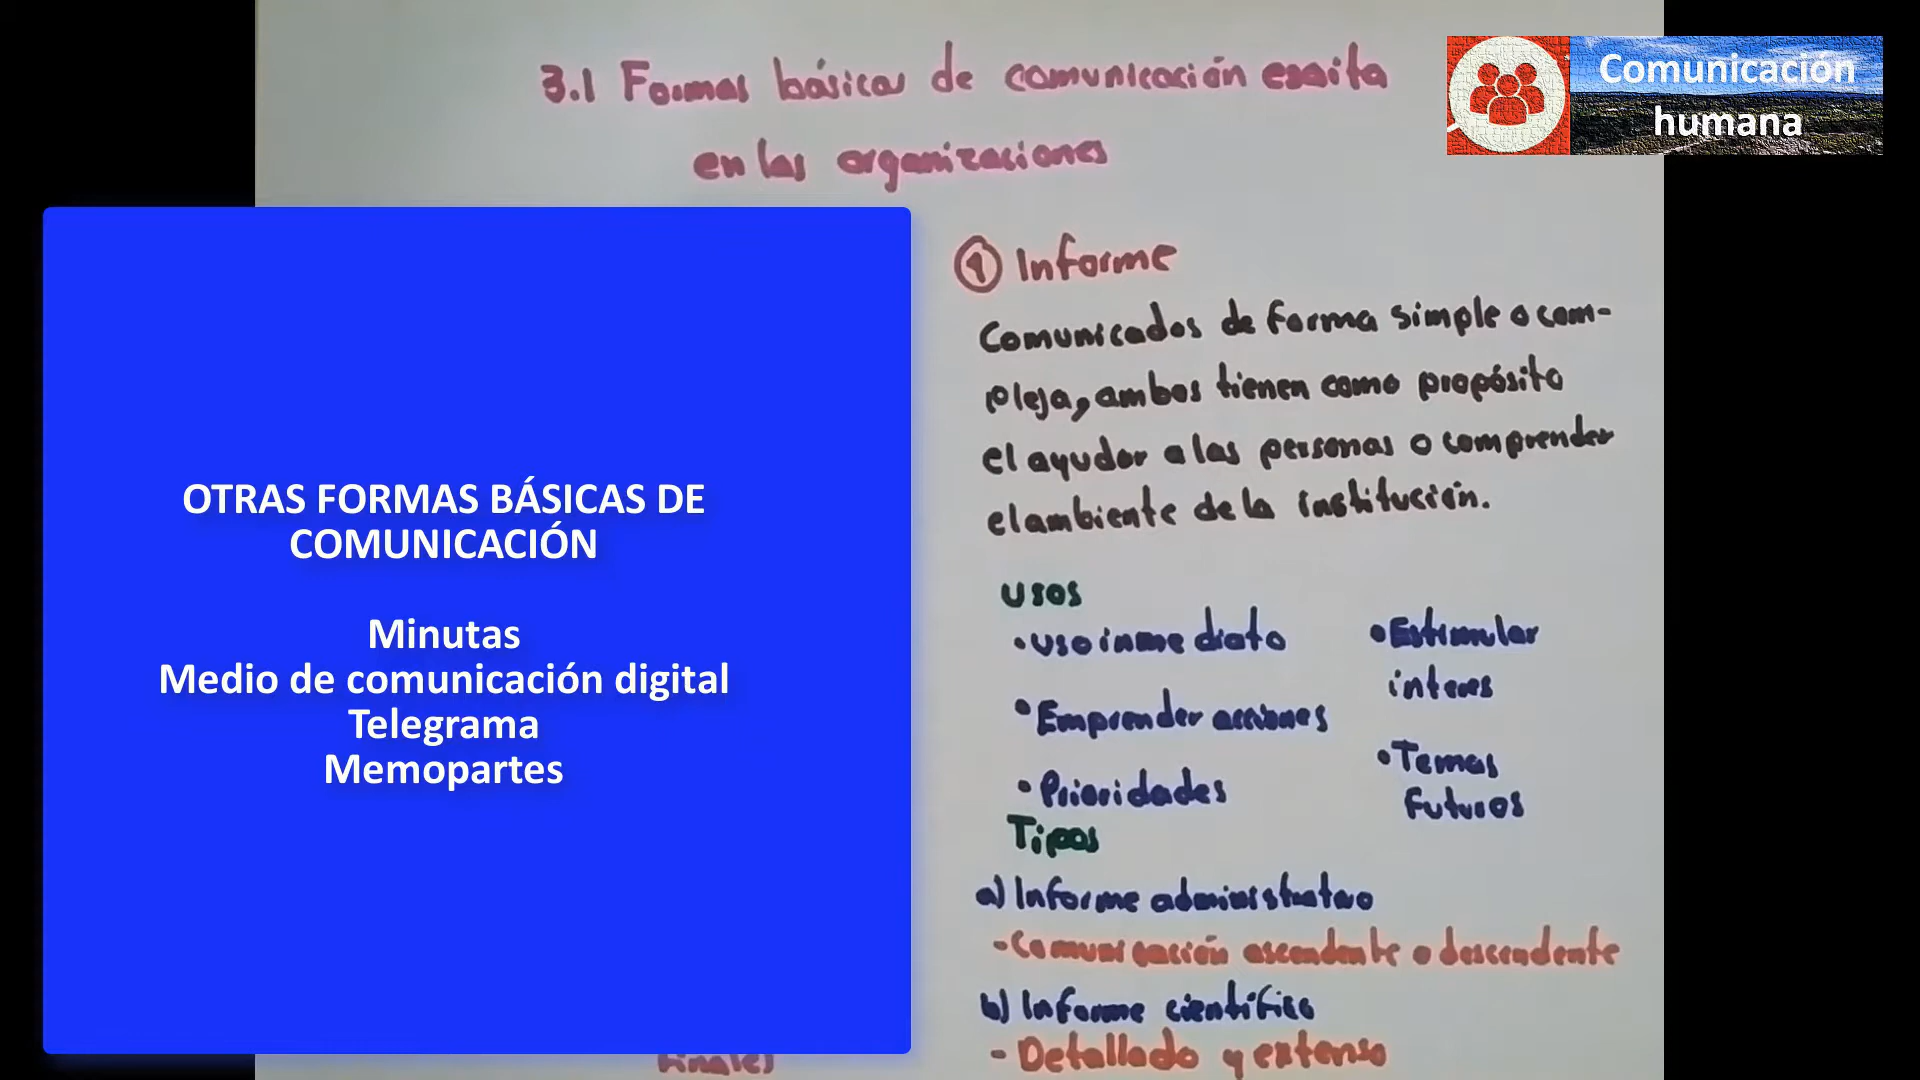 3.1 Formas básicas de comunicación escrita
en las organizaciones
Comunicación
humana
OTRAS FORMAS BÁSICAS DE
COMUNICACIÓN
Minutas
Medio de comunicación digital
Telegrama
Memopartes
① Informe
Comunicados de forma simple o com-
pleja, ambos tienen como propósito
el ayudar a las personas o comprender
el ambiente de la institución.
Usos
• Uso inmediato
• Emprender acciones
• Prioridades
• Estimular
interes
• Temas
futuros
Tipos
a) Informe administrativo
- Comunicación ascendente o descendente
b) Informe científico
- Detallado y extenso
finales